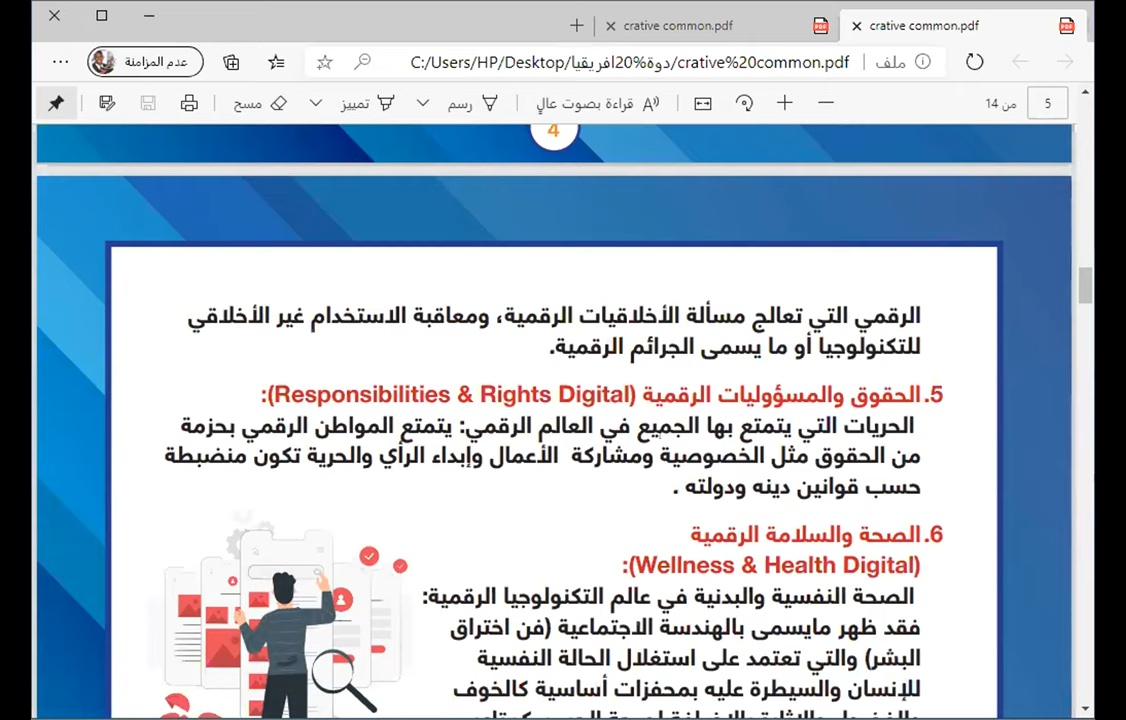 crative common.pdf
crative common.pdf
عدم المزامنة
C:/Users/HP/Desktop/دوة%20افريقيا/crative%20common.pdf
ملف
5
من 14
قراءة بصوت عالٍ
رسم
تمييز
مسح
4
الرقمي التي تعالج مسألة الأخلاقيات الرقمية، ومعاقبة الاستخدام غير الأخلاقي
للتكنولوجيا أو ما يسمى الجرائم الرقمية.
5. الحقوق والمسؤوليات الرقمية (Responsibilities & Rights Digital):
الحريات التي يتمتع بها الجميع في العالم الرقمي: يتمتع المواطن الرقمي بحزمة
من الحقوق مثل الخصوصية ومشاركة الأعمال وإبداء الرأي والحرية تكون منضبطة
حسب قوانين دينه ودولته .
6. الصحة والسلامة الرقمية
(Wellness & Health Digital):
الصحة النفسية والبدنية في عالم التكنولوجيا الرقمية:
فقد ظهر مايسمى بالهندسة الاجتماعية (فن اختراق
البشر) والتي تعتمد على استغلال الحالة النفسية
للإنسان والسيطرة عليه بمحفزات أساسية كالخوف